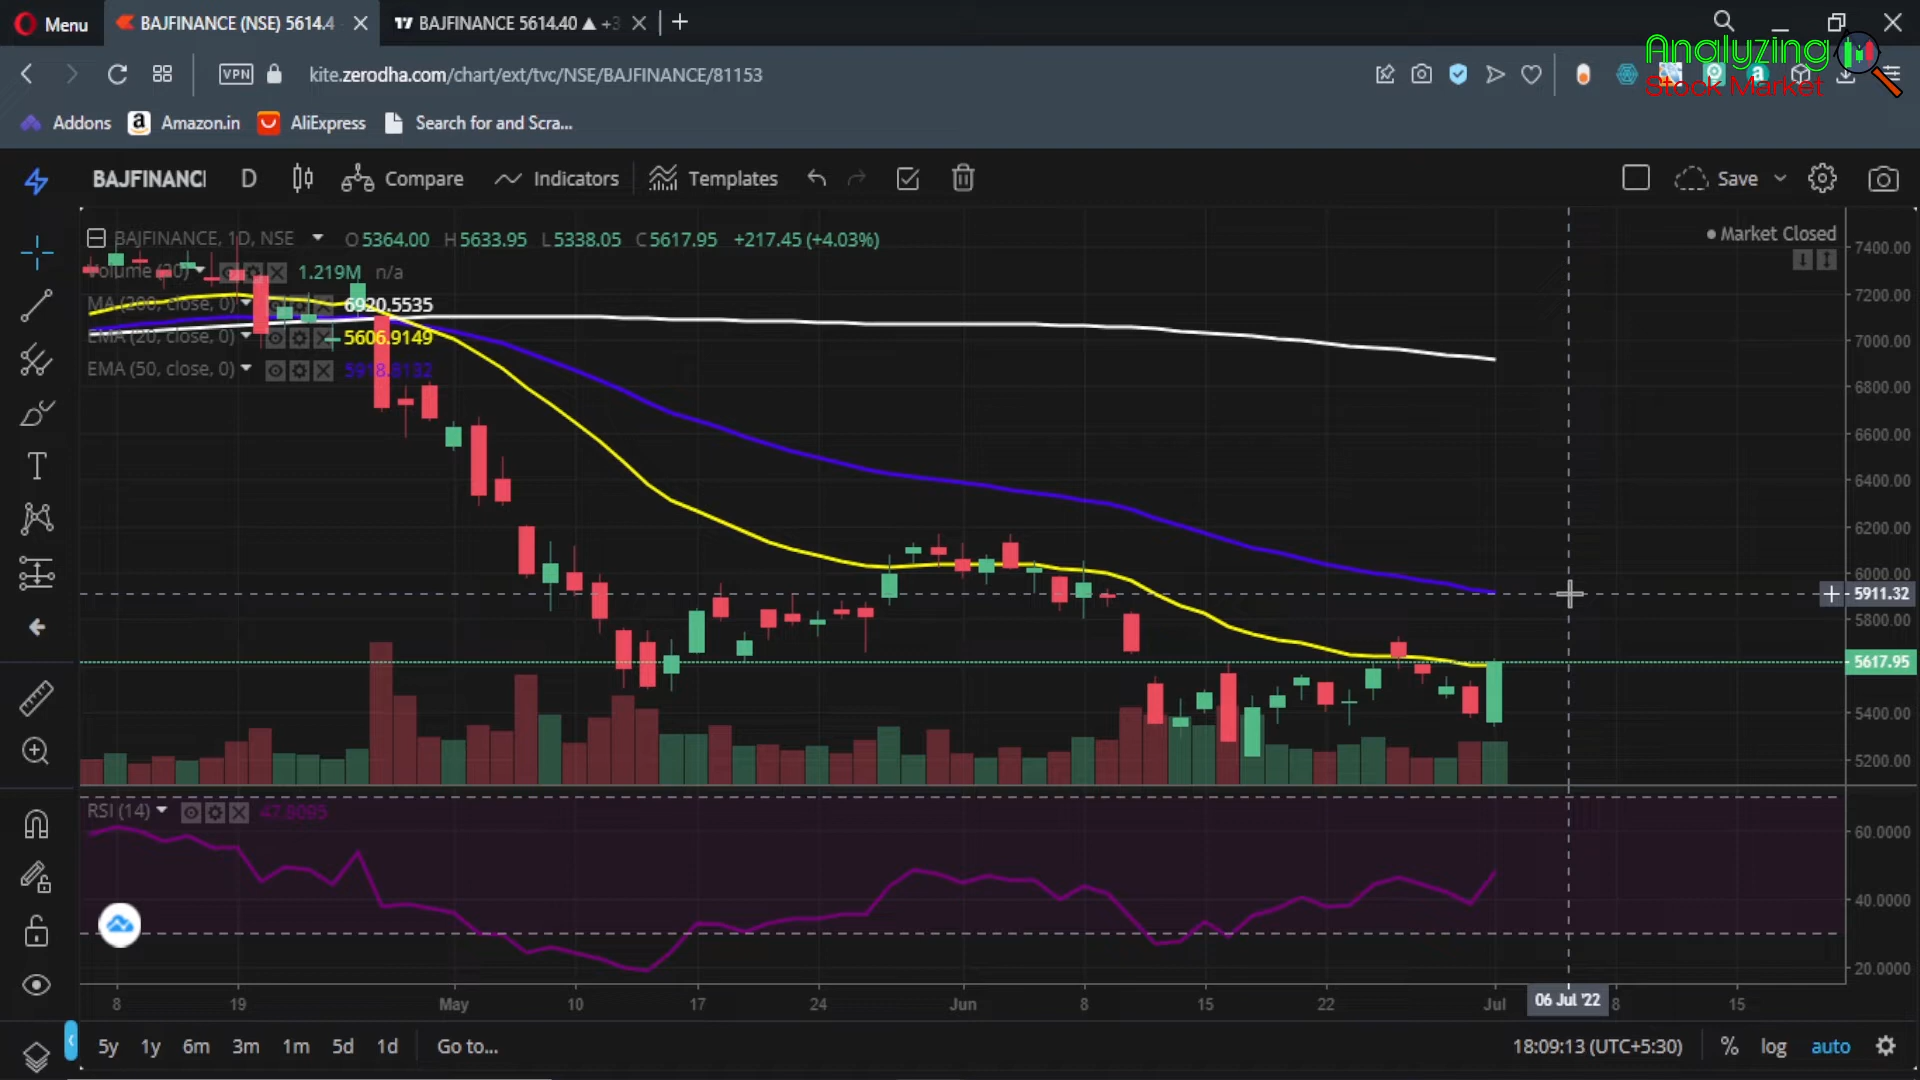 Menu
BAJFINANCE (NSE) 5614.4
BAJFINANCE 5614.40 ▲ +3
Analyzing
Stock Market
VPN
kite.zerodha.com/chart/ext/tvc/NSE/BAJFINANCE/81153
Addons
Amazon.in
AliExpress
Search for and Scra...
BAJFINANCI
D
Compare
Indicators
Templates
Save
BAJFINANCE, 1D, NSE
O5364.00 H5633.95 L5338.05 C5617.95 +217.45 (+4.03%)
Market Closed
Volume (20)
1.219M n/a
MA (200, close, 0)
6920.5535
EMA (20, close, 0)
5606.9149
EMA (50, close, 0)
5918.8132
7400.00
7200.00
7000.00
6800.00
6600.00
6400.00
6200.00
6000.00
5911.32
5800.00
5617.95
5400.00
5200.00
RSI (14)
47.8095
60.0000
40.0000
20.0000
8 19 May 10 17 24 Jun 8 15 22 Jul 06 Jul '22 8 15
5y 1y 6m 3m 1m 5d 1d Go to...
18:09:13 (UTC+5:30) % log auto